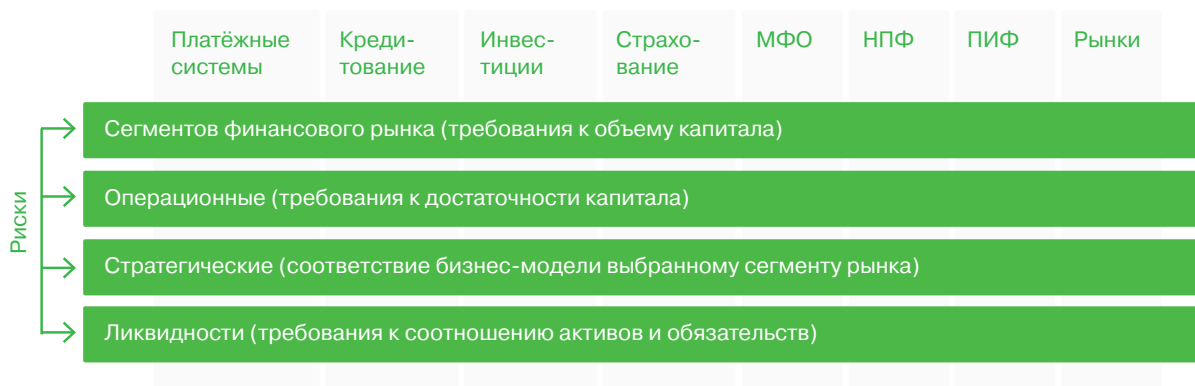 Платёжные Креди- Инвес- Страхо- МФО НПФ ПИФ Рынки
системы тование тиции вание
Сегментов финансового рынка (требования к объему капитала)
Операционные (требования к достаточности капитала)
Риски
Стратегические (соответствие бизнес-модели выбранному сегменту рынка)
Ликвидности (требования к соотношению активов и обязательств)